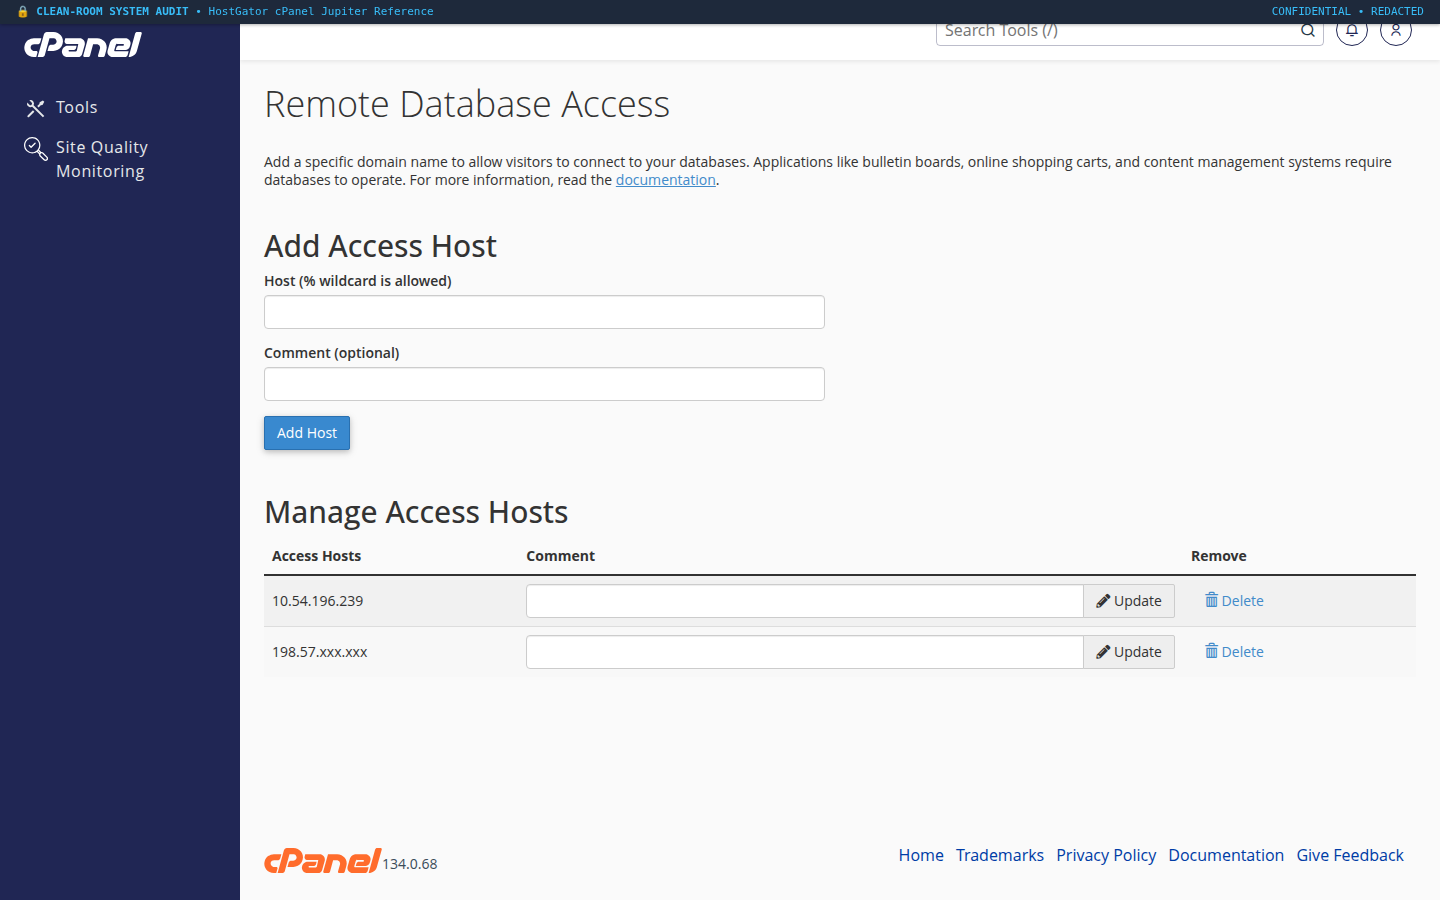 🔒 CLEAN-ROOM SYSTEM AUDIT • HostGator cPanel Jupiter Reference
CONFIDENTIAL • REDACTED
cPanel
Search Tools (/)
Tools
Site Quality
Monitoring
Remote Database Access
Add a specific domain name to allow visitors to connect to your databases. Applications like bulletin boards, online shopping carts, and content management systems require
databases to operate. For more information, read the documentation.
Add Access Host
Host (% wildcard is allowed)
Comment (optional)
Add Host
Manage Access Hosts
Access Hosts Comment Remove
10.54.196.239 Update Delete
198.57.xxx.xxx Update Delete
cPanel 134.0.68
Home Trademarks Privacy Policy Documentation Give Feedback